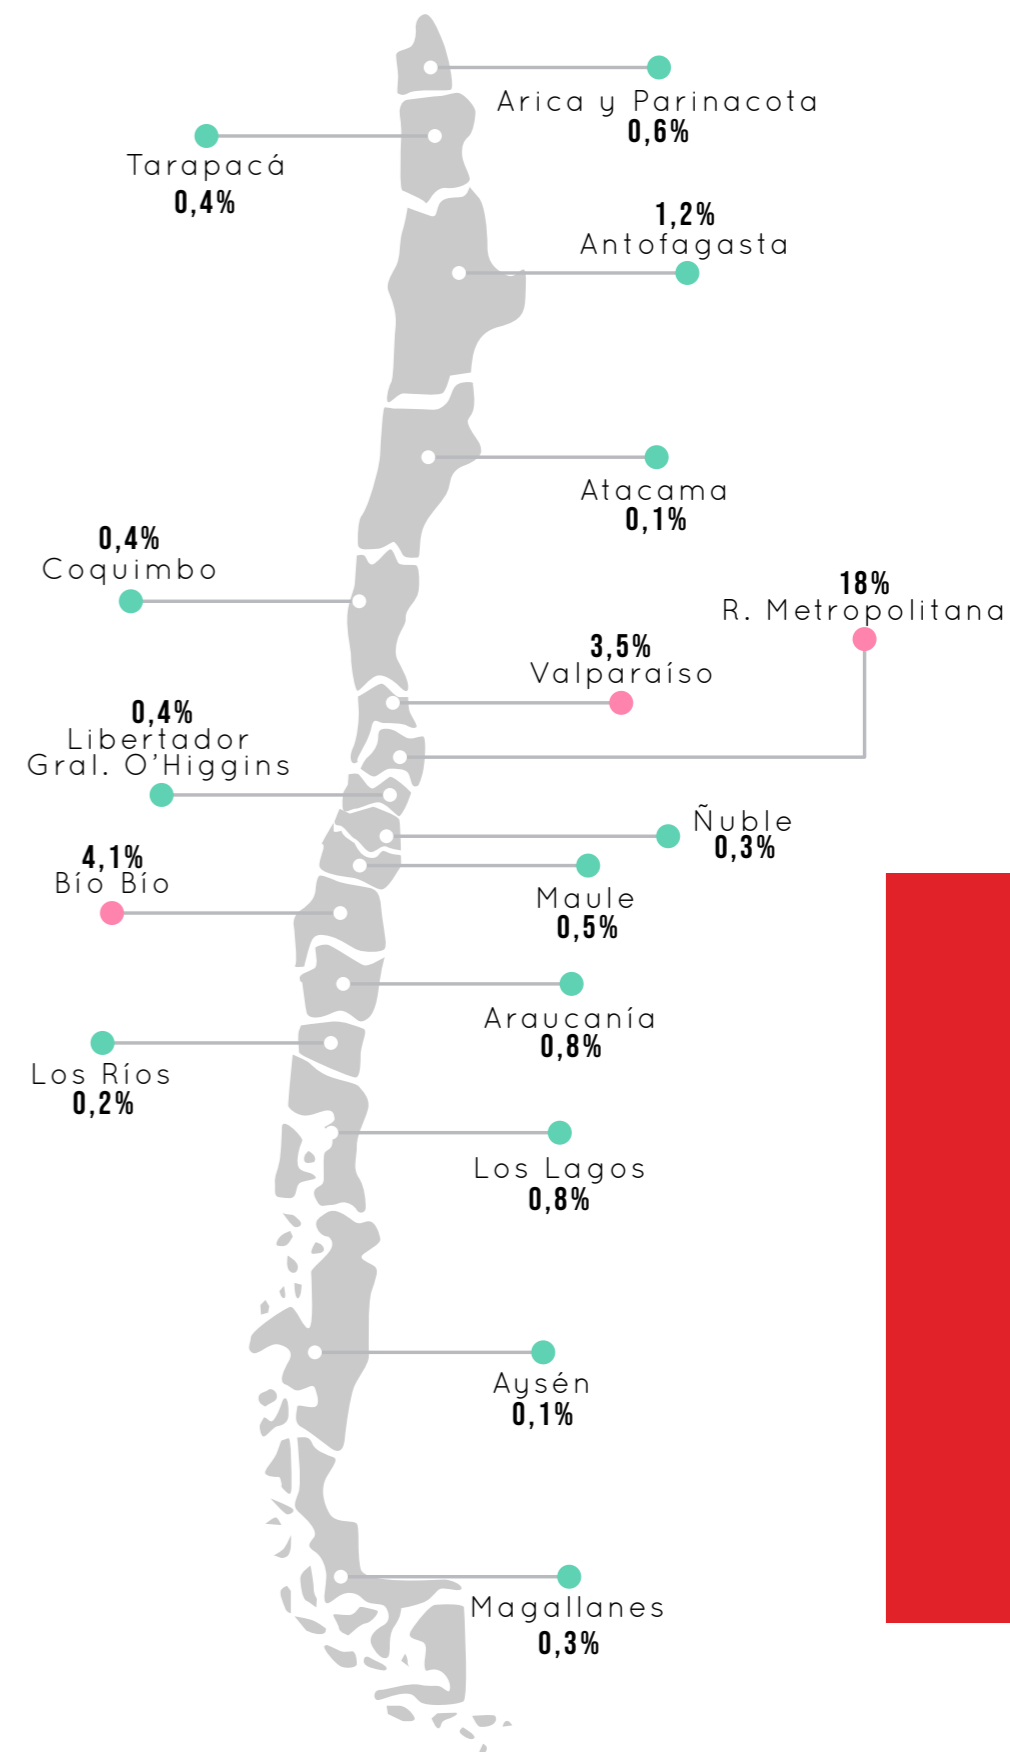 Arica y Parinacota
0,6%
Tarapacá
0,4%
1,2%
Antofagasta
Atacama
0,1%
0,4%
Coquimbo
18%
R. Metropolitana
3,5%
Valparaíso
0,4%
Libertador
Gral. O'Higgins
Ñuble
0,3%
4,1%
Bío Bío
Maule
0,5%
Araucanía
0,8%
Los Ríos
0,2%
Los Lagos
0,8%
Aysén
0,1%
Magallanes
0,3%